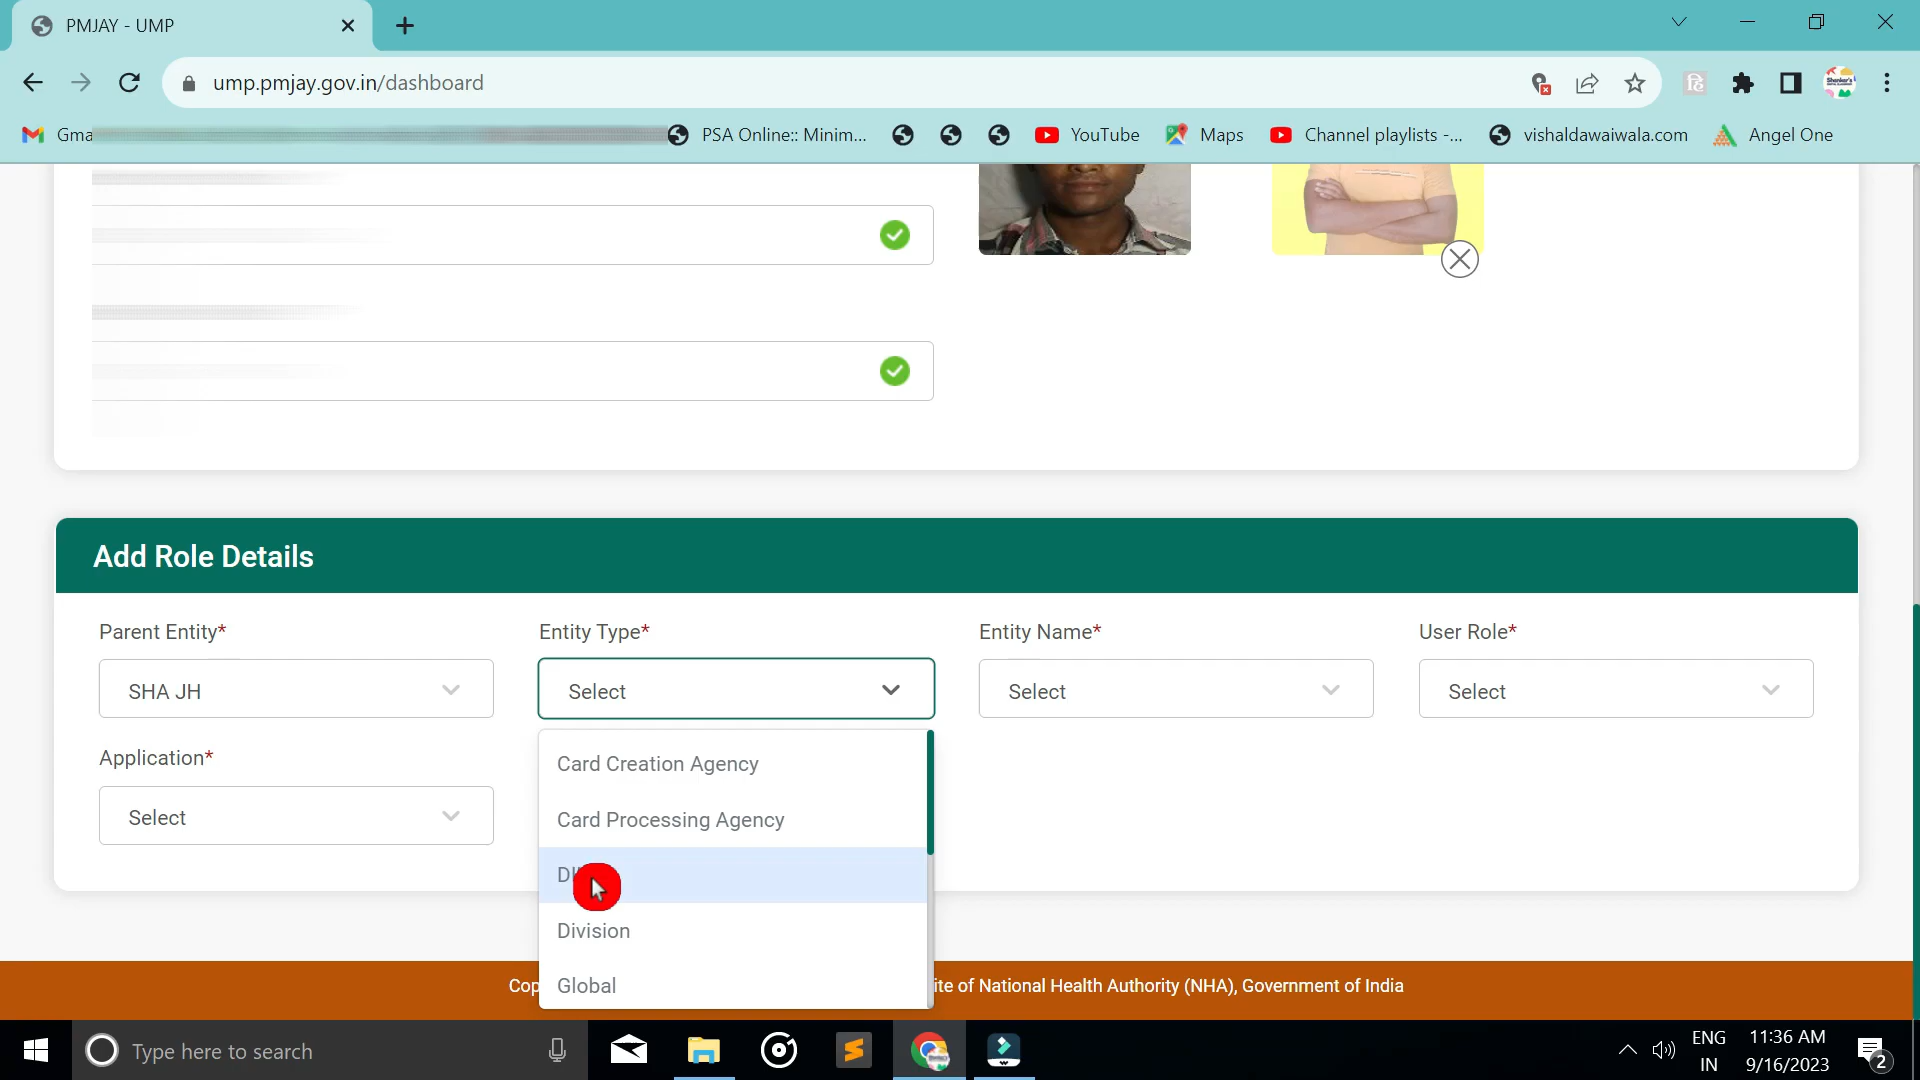 PMJAY - UMP
ump.pmjay.gov.in/dashboard
PSA Online:: Minim...
YouTube
Maps
Channel playlists -...
vishaldawaiwala.com
Angel One
Add Role Details
Parent Entity*
Entity Type*
Entity Name*
User Role*
SHA JH
Select
Select
Select
Application*
Select
Card Creation Agency
Card Processing Agency
Division
Global
ite of National Health Authority (NHA), Government of India
Type here to search
ENG
IN
11:36 AM
9/16/2023
2